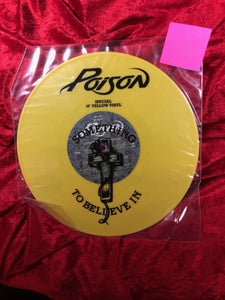 POISON
SPECIAL
10" YELLOW VINYL
SOMETHING
TO BELIEVE IN